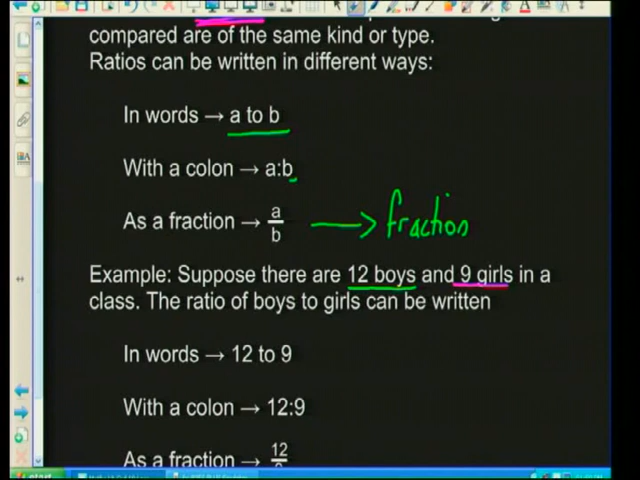 compared are of the same kind or type.
Ratios can be written in different ways:
In words → a to b
With a colon → a:b
As a fraction → a/b → fraction
Example: Suppose there are 12 boys and 9 girls in a
class. The ratio of boys to girls can be written
In words → 12 to 9
With a colon → 12:9
As a fraction → 12
start